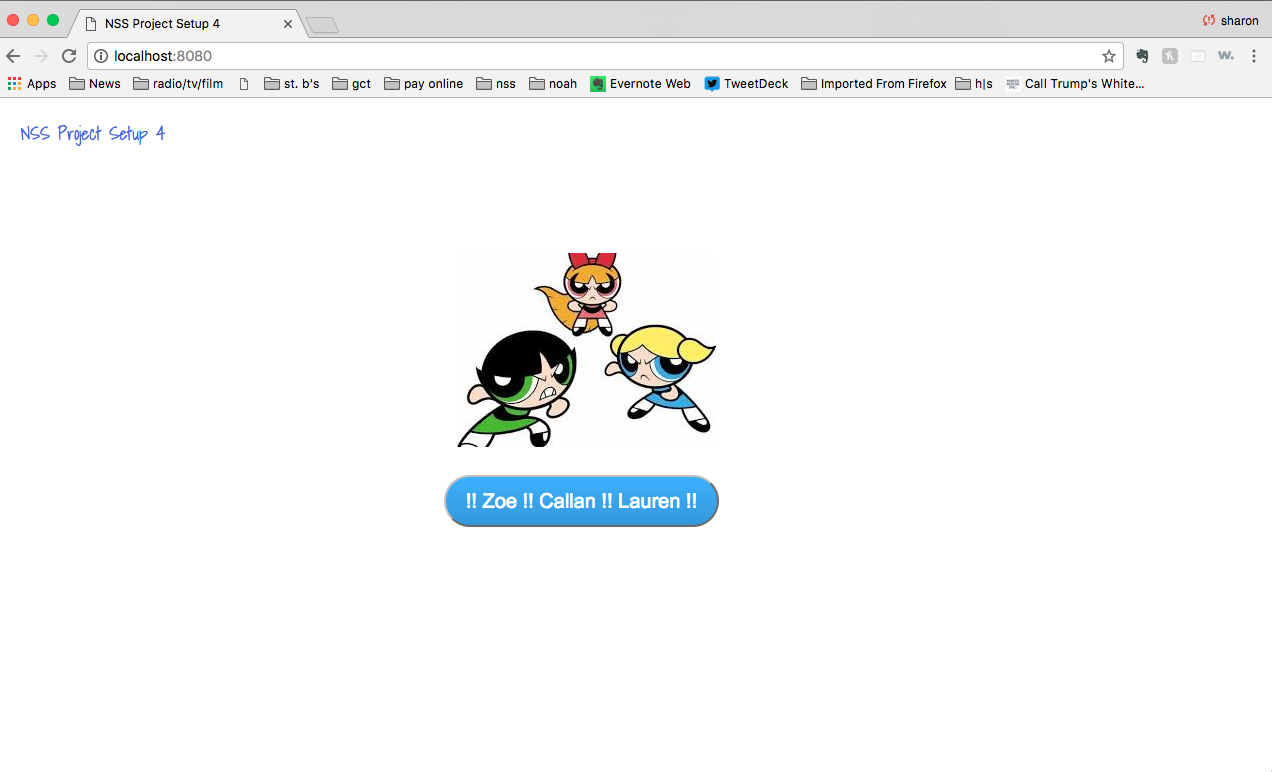 NSS Project Setup 4
sharon
localhost:8080
Apps News radio/tv/film st. b's gct pay online nss noah Evernote Web TweetDeck Imported From Firefox h|s Call Trump's White...
NSS Project Setup 4
!! Zoe !! Callan !! Lauren !!